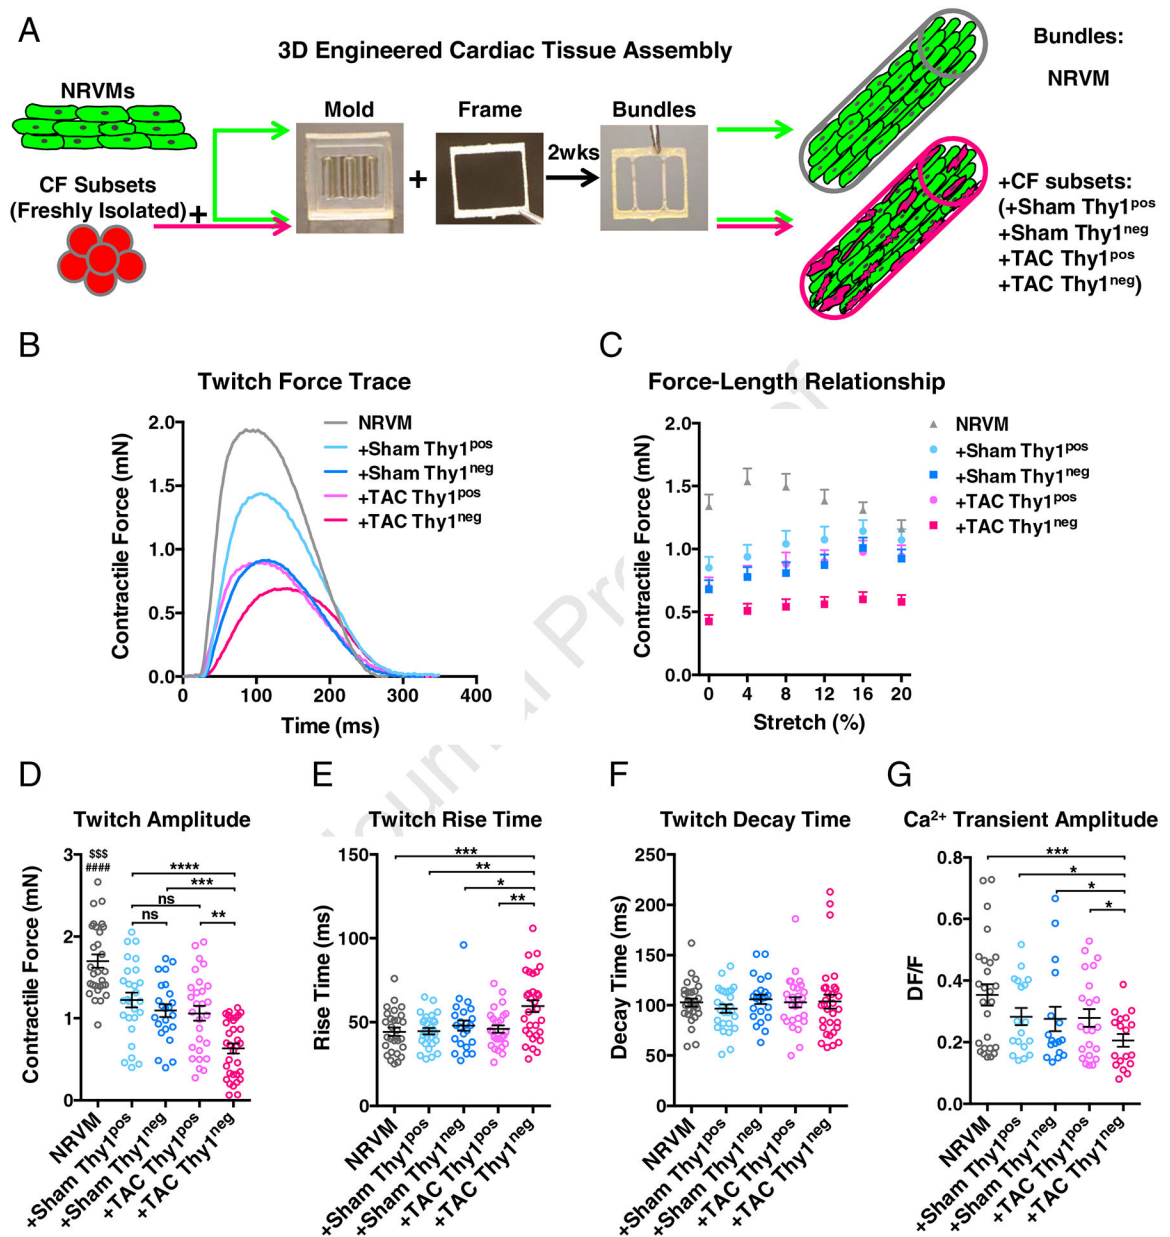 A
3D Engineered Cardiac Tissue Assembly
Bundles:
NRVMs
NRVM
Mold
Frame
Bundles
2wks
+
CF Subsets
(Freshly Isolated)
+
+CF subsets:
(+Sham Thy1pos
+Sham Thy1neg
+TAC Thy1pos
+TAC Thy1neg)
B
Twitch Force Trace
Contractile Force (mN)
2.0
1.5
1.0
0.5
0.0
0 100 200 300 400
Time (ms)
NRVM
+Sham Thy1pos
+Sham Thy1neg
+TAC Thy1pos
+TAC Thy1neg
C
Force-Length Relationship
Contractile Force (mN)
2.0
1.5
1.0
0.5
0.0
0 4 8 12 16 20
Stretch (%)
NRVM
+Sham Thy1pos
+Sham Thy1neg
+TAC Thy1pos
+TAC Thy1neg
D
Twitch Amplitude
Contractile Force (mN)
3
2
1
0
$$$
####
****
***
ns
ns
**
NRVM
+Sham Thy1pos
+Sham Thy1neg
+TAC Thy1pos
+TAC Thy1neg
E
Twitch Rise Time
Rise Time (ms)
150
100
50
0
***
**
*
**
NRVM
+Sham Thy1pos
+Sham Thy1neg
+TAC Thy1pos
+TAC Thy1neg
F
Twitch Decay Time
Decay Time (ms)
250
200
150
100
50
0
NRVM
+Sham Thy1pos
+Sham Thy1neg
+TAC Thy1pos
+TAC Thy1neg
G
Ca2+ Transient Amplitude
DF/F
0.8
0.6
0.4
0.2
0.0
***
*
*
*
NRVM
+Sham Thy1pos
+Sham Thy1neg
+TAC Thy1pos
+TAC Thy1neg